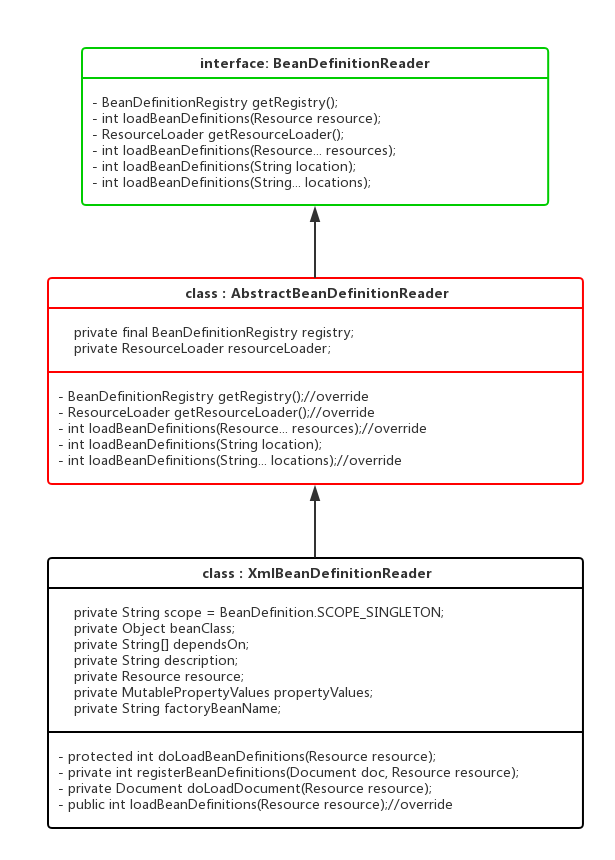 interface: BeanDefinitionReader
- BeanDefinitionRegistry getRegistry();
- int loadBeanDefinitions(Resource resource);
- ResourceLoader getResourceLoader();
- int loadBeanDefinitions(Resource... resources);
- int loadBeanDefinitions(String location);
- int loadBeanDefinitions(String... locations);
class : AbstractBeanDefinitionReader
private final BeanDefinitionRegistry registry;
private ResourceLoader resourceLoader;
- BeanDefinitionRegistry getRegistry();//override
- ResourceLoader getResourceLoader();//override
- int loadBeanDefinitions(Resource... resources);//override
- int loadBeanDefinitions(String location);
- int loadBeanDefinitions(String... locations);//override
class : XmlBeanDefinitionReader
private String scope = BeanDefinition.SCOPE_SINGLETON;
private Object beanClass;
private String[] dependsOn;
private String description;
private Resource resource;
private MutablePropertyValues propertyValues;
private String factoryBeanName;
- protected int doLoadBeanDefinitions(Resource resource);
- private int registerBeanDefinitions(Document doc, Resource resource);
- private Document doLoadDocument(Resource resource);
- public int loadBeanDefinitions(Resource resource);//override